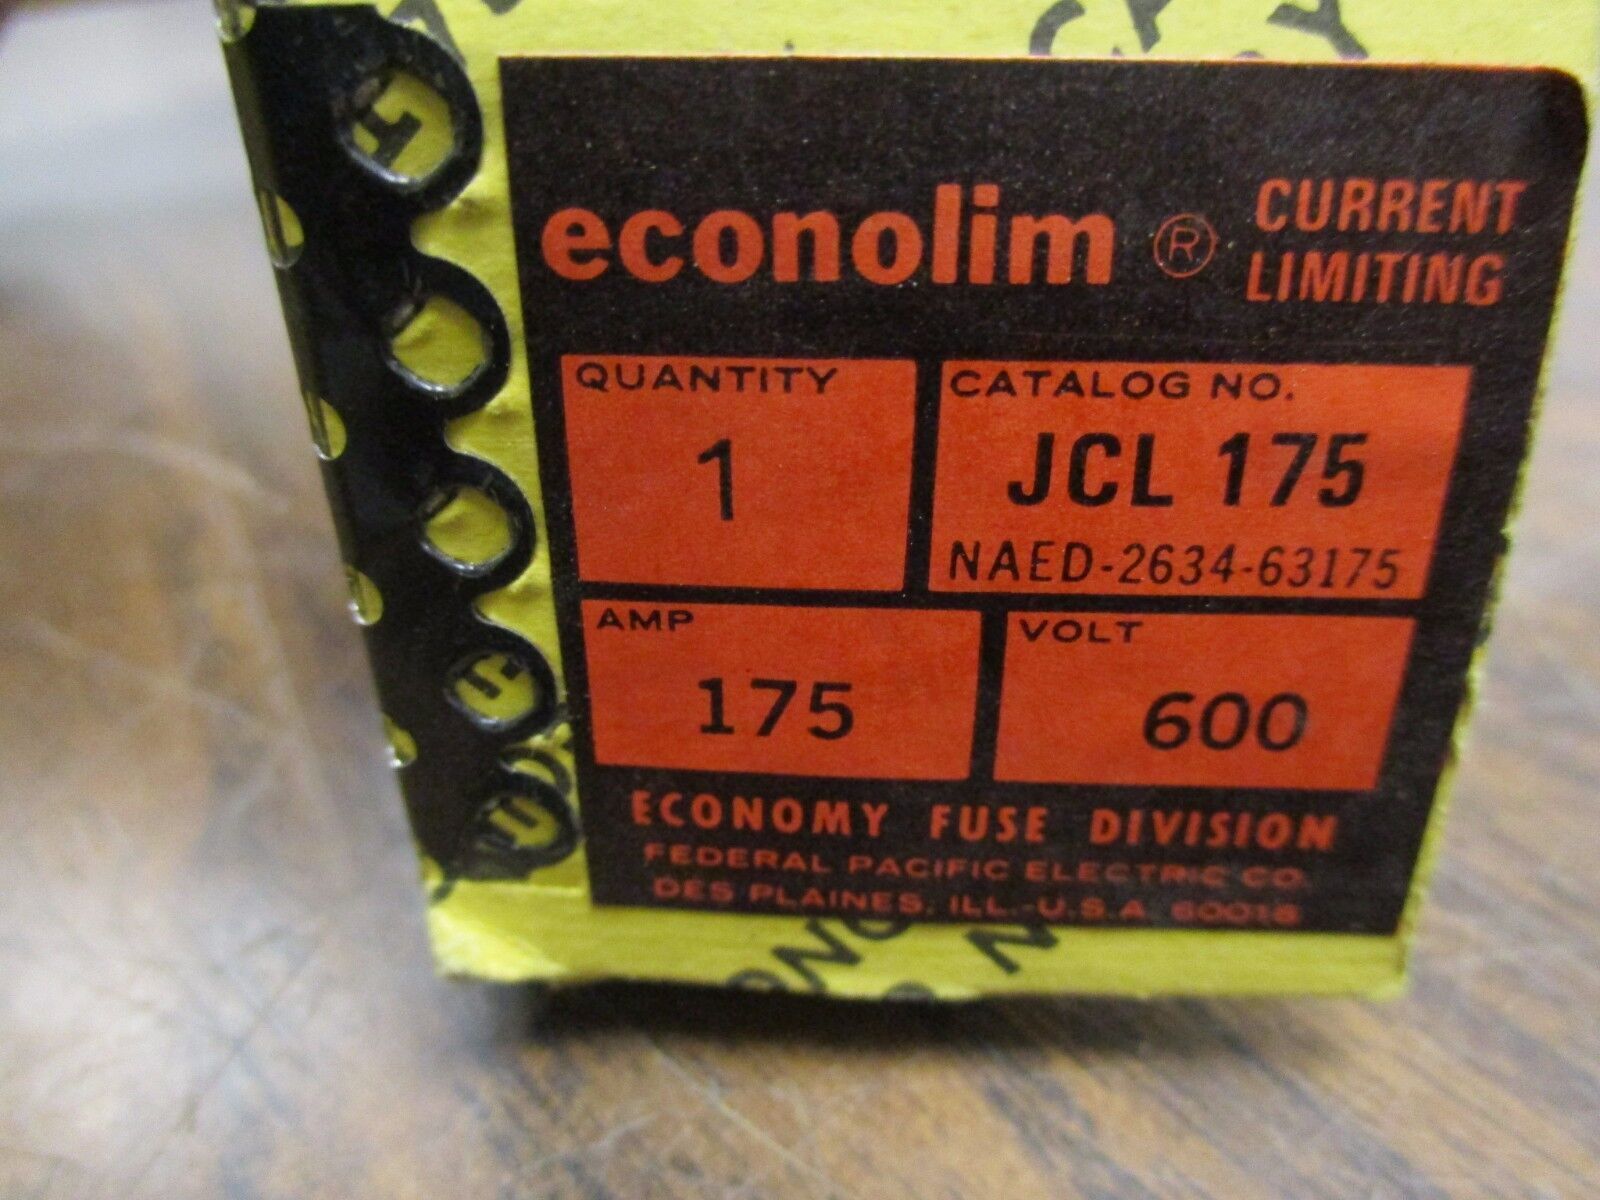 econolim ® CURRENT
LIMITING
QUANTITY
1
CATALOG NO.
JCL 175
NAED-2634-63175
AMP
175
VOLT
600
ECONOMY FUSE DIVISION
FEDERAL PACIFIC ELECTRIC CO.
DES PLAINES, ILL.-U.S.A. 60018